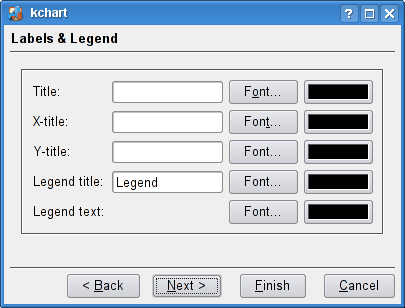 kchart
Labels & Legend
Title: Font...
X-title: Font...
Y-title: Font...
Legend title: Legend Font...
Legend text: Font...
< Back Next > Finish Cancel